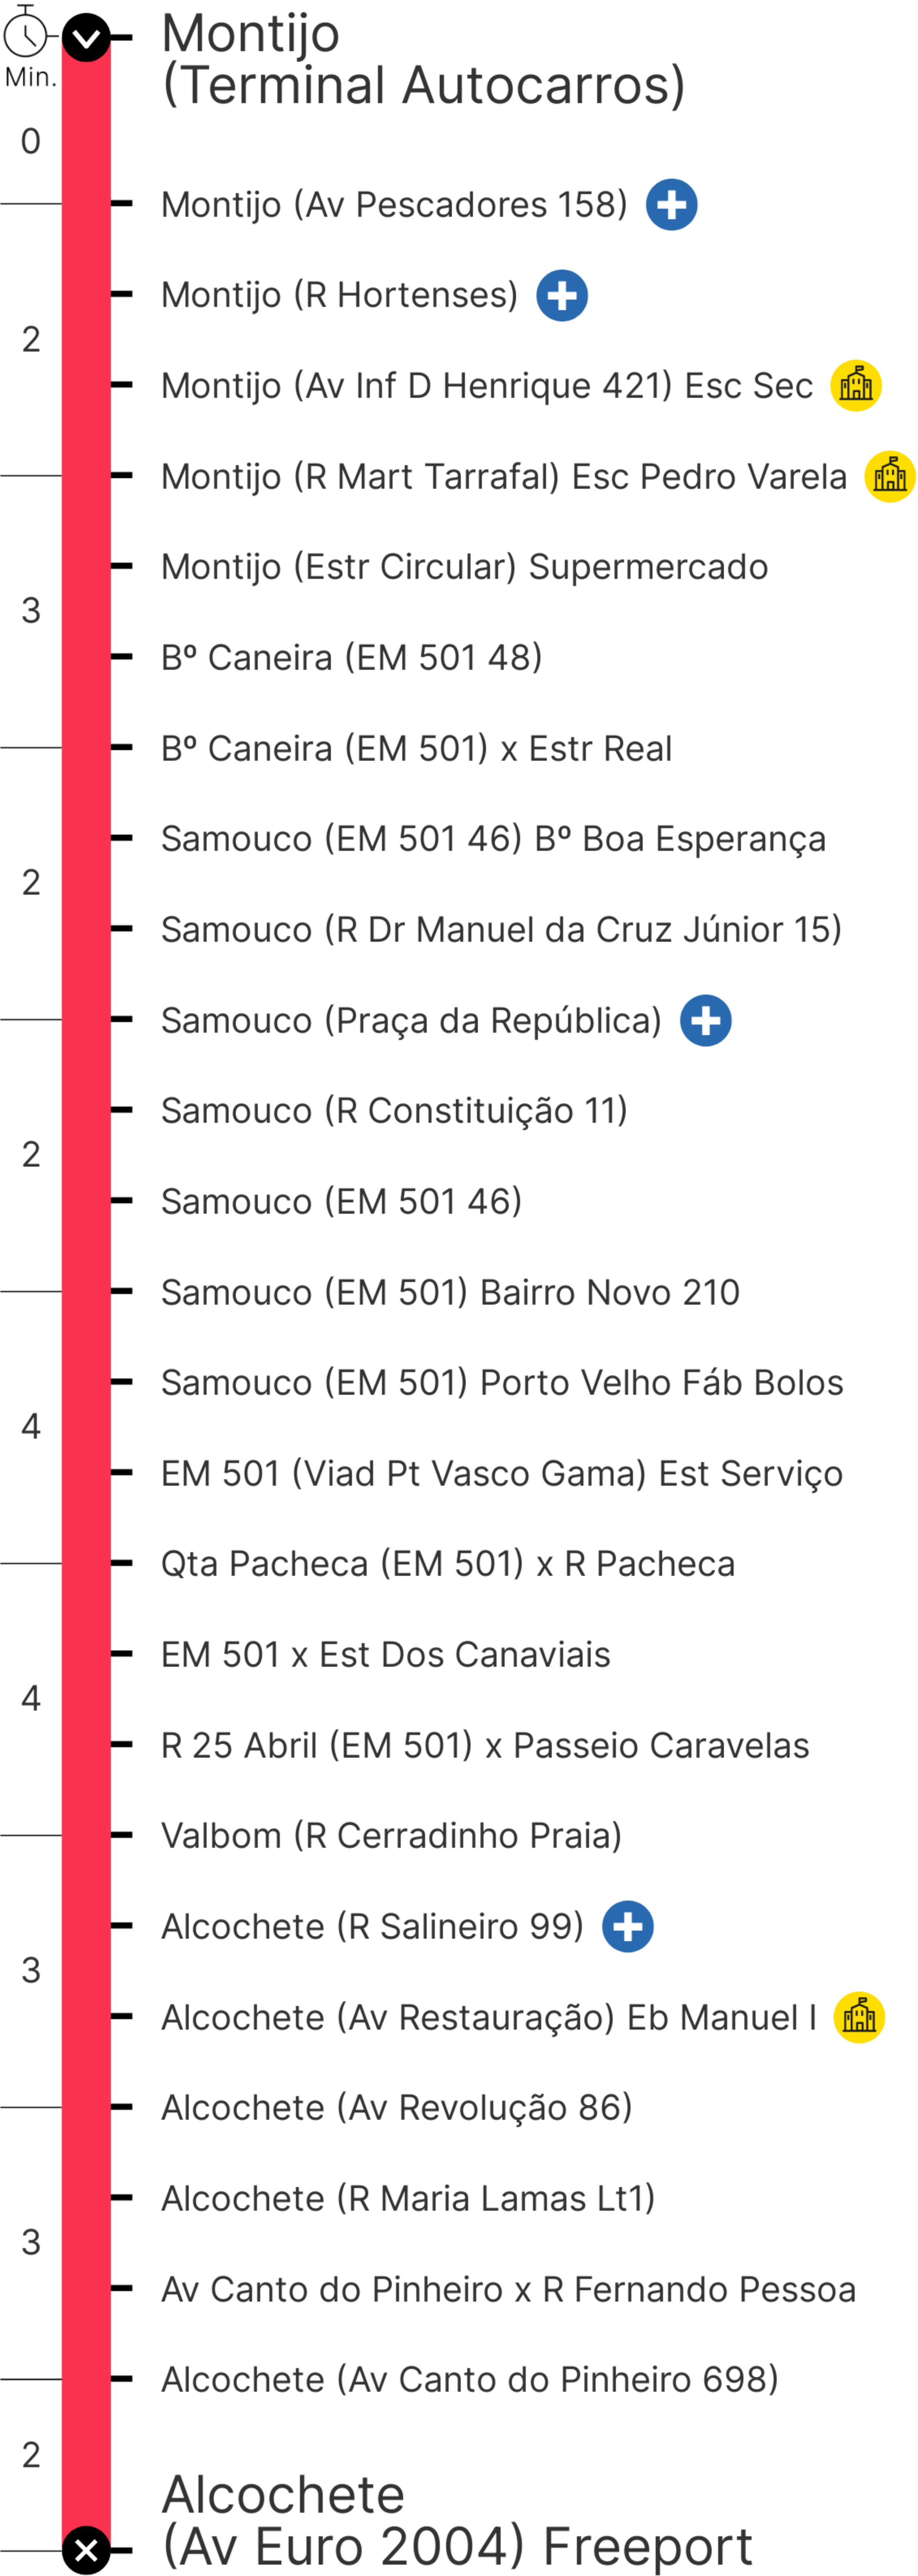 Montijo
(Terminal Autocarros)
Min.
0
Montijo (Av Pescadores 158)
Montijo (R Hortenses)
2
Montijo (Av Inf D Henrique 421) Esc Sec
Montijo (R Mart Tarrafal) Esc Pedro Varela
Montijo (Estr Circular) Supermercado
3
Bº Caneira (EM 501 48)
Bº Caneira (EM 501) x Estr Real
Samouco (EM 501 46) Bº Boa Esperança
2
Samouco (R Dr Manuel da Cruz Júnior 15)
Samouco (Praça da República)
Samouco (R Constituição 11)
2
Samouco (EM 501 46)
Samouco (EM 501) Bairro Novo 210
Samouco (EM 501) Porto Velho Fáb Bolos
4
EM 501 (Viad Pt Vasco Gama) Est Serviço
Qta Pacheca (EM 501) x R Pacheca
EM 501 x Est Dos Canaviais
4
R 25 Abril (EM 501) x Passeio Caravelas
Valbom (R Cerradinho Praia)
Alcochete (R Salineiro 99)
3
Alcochete (Av Restauração) Eb Manuel I
Alcochete (Av Revolução 86)
Alcochete (R Maria Lamas Lt1)
3
Av Canto do Pinheiro x R Fernando Pessoa
Alcochete (Av Canto do Pinheiro 698)
2
Alcochete
(Av Euro 2004) Freeport